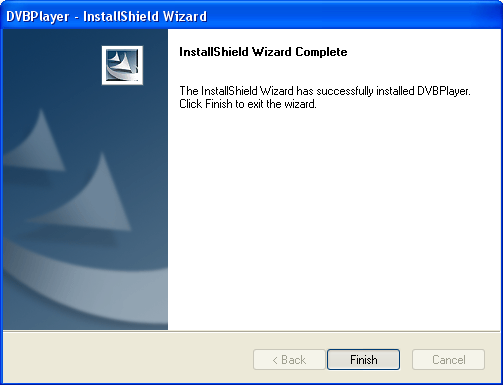 DVBPlayer - InstallShield Wizard
InstallShield Wizard Complete
The InstallShield Wizard has successfully installed DVBPlayer.
Click Finish to exit the wizard.
< Back
Finish
Cancel